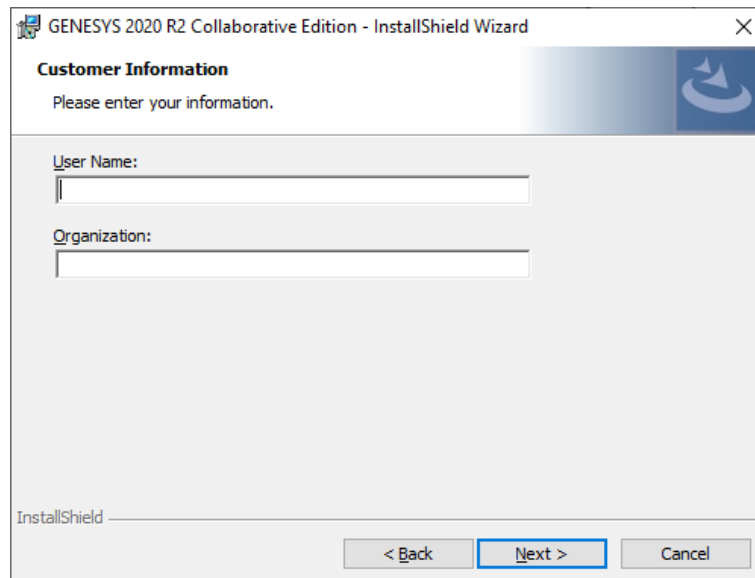 GENESYS 2020 R2 Collaborative Edition - InstallShield Wizard
Customer Information
Please enter your information.
User Name:
Organization:
InstallShield
< Back Next > Cancel